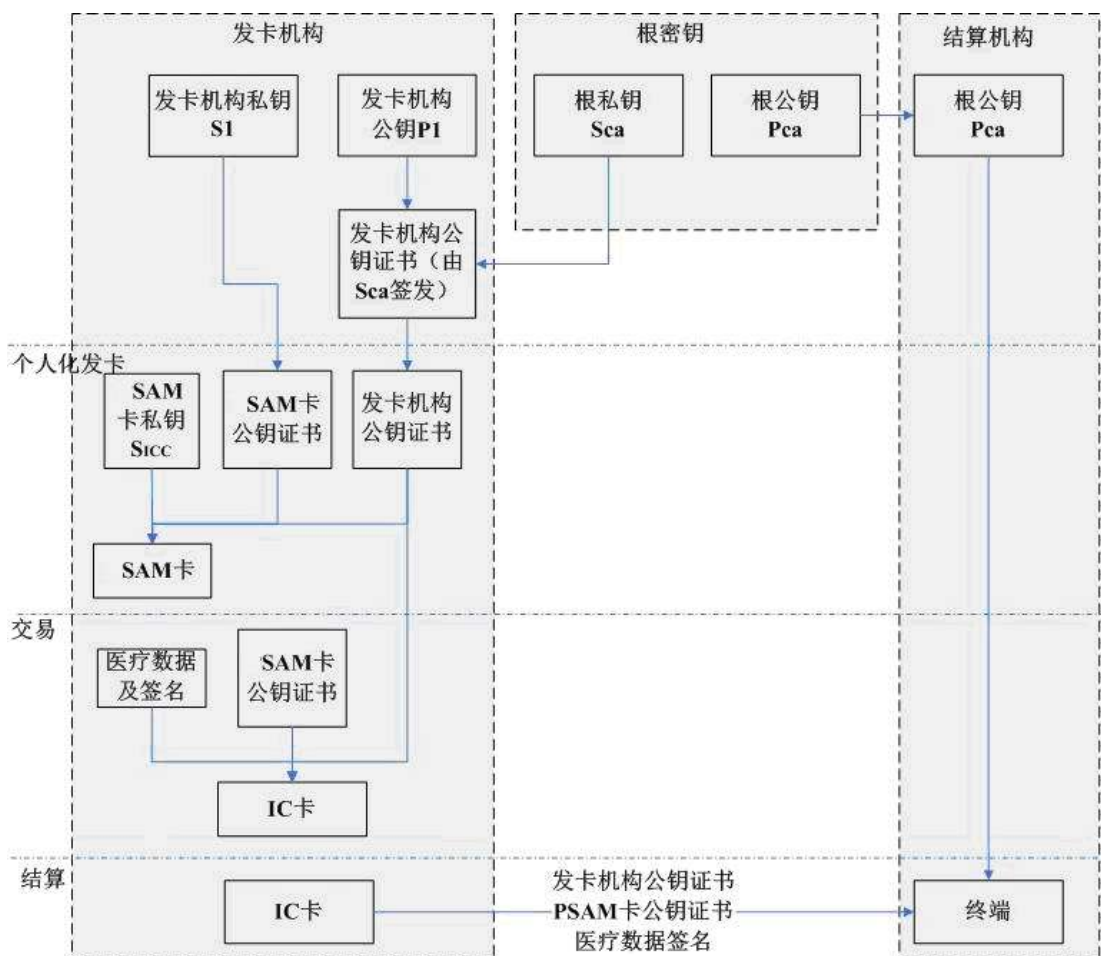 发卡机构
根密钥
结算机构
发卡机构私钥
S1
发卡机构
公钥P1
根私钥
Sca
根公钥
Pca
根公钥
Pca
发卡机构公
钥证书（由
Sca签发）
个人化发卡
SAM
卡私钥
SICC
SAM卡
公钥证书
发卡机构
公钥证书
SAM卡
交易
医疗数据
及签名
SAM卡
公钥证书
IC卡
结算
IC卡
发卡机构公钥证书
PSAM卡公钥证书
医疗数据签名
终端